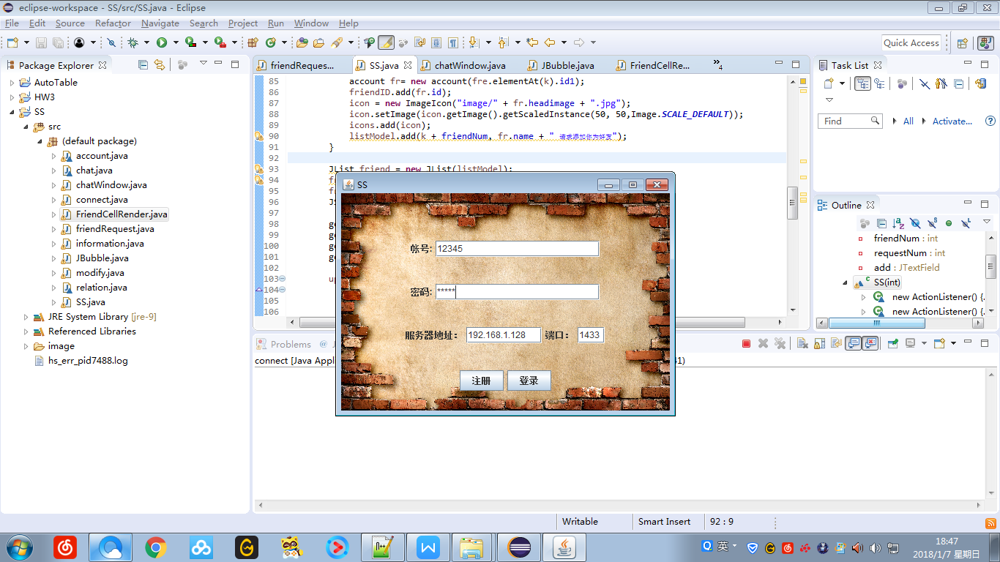 eclipse-workspace - SS/src/SS.java - Eclipse
File Edit Source Refactor Navigate Search Project Run Window Help
Quick Access
Package Explorer
AutoTable
HW3
SS
src
(default package)
account.java
chat.java
chatWindow.java
connect.java
FriendCellRender.java
friendRequest.java
information.java
JBubble.java
modify.java
relation.java
SS.java
JRE System Library [jre-9]
Referenced Libraries
image
hs_err_pid7488.log
friendReques... SS.java chatWindow.java JBubble.java FriendCellRe... 4
85 account fr= new account(fre.elementAt(k).id1);
86 friendID.add(fr.id);
87 icon = new ImageIcon("image/" + fr.headimage + ".jpg");
88 icon.setImage(icon.getImage().getScaledInstance(50, 50,Image.SCALE_DEFAULT));
89 icons.add(icon);
90 listModel.add(k + friendNum, fr.name + " 请求添加你为好友");
91 }
92
93 JList friend = new JList(listModel);
94
95
96
97
98
99
100
101
102
103
104
105
106
SS
帐号: 12345
密码: *****
服务器地址: 192.168.1.128 端口: 1433
注册 登录
Task List
Find All Activate...
Outline
friendNum : int
requestNum : int
add : JTextField
SS(int)
new ActionListener() {.
new ActionListener() {.
Problems @ J
connect [Java Appl 41)
Writable Smart Insert 92 : 9
英
18:47
2018/1/7 星期日